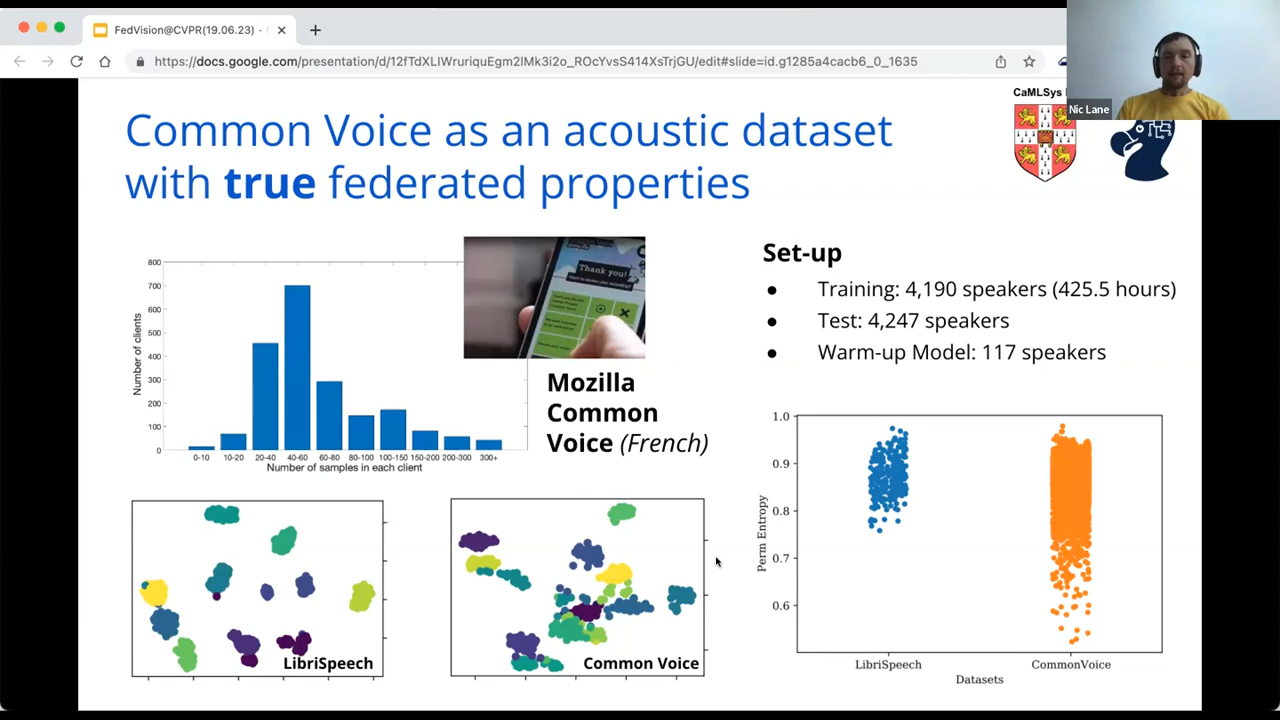 FedVision@CVPR(19.06.23) -
https://docs.google.com/presentation/d/12fTdXLIWruriquEgm2IMk3i2o_ROcYvsS414XsTrjGU/edit#slide=id.g1285a4cacb6_0_1635
Nic Lane
CaMLSys
Common Voice as an acoustic dataset
with true federated properties
800
700
600
500
400
300
200
100
0
Number of clients
0-10 10-20 20-40 40-60 60-80 80-100 100-150 150-200 200-300 300+
Number of samples in each client
Thank you!
Mozilla
Common
Voice (French)
Set-up
● Training: 4,190 speakers (425.5 hours)
● Test: 4,247 speakers
● Warm-up Model: 117 speakers
LibriSpeech
Common Voice
1.0
0.9
0.8
0.7
0.6
Perm Entropy
LibriSpeech CommonVoice
Datasets